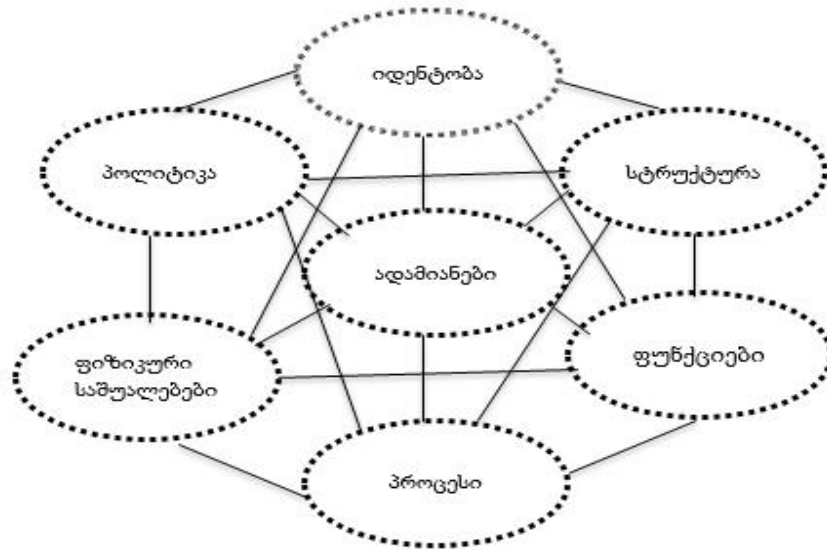 იდენტობა
პოლიტიკა
სტრუქტურა
ადამიანები
ფიზიკური
საშუალებები
ფუნქციები
პროცესი